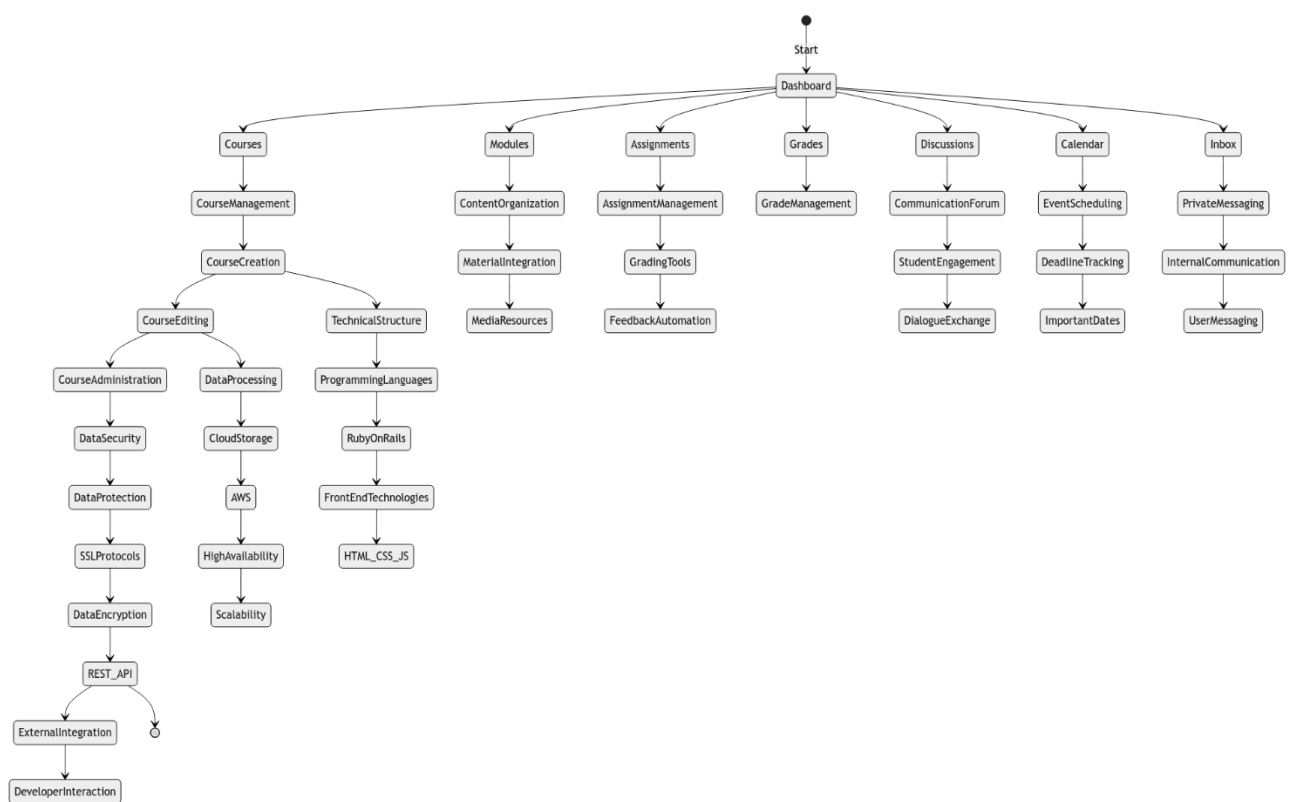 Start
Dashboard
Courses
Modules
Assignments
Grades
Discussions
Calendar
Inbox
CourseManagement
ContentOrganization
AssignmentManagement
GradeManagement
CommunicationForum
EventScheduling
PrivateMessaging
CourseCreation
MaterialIntegration
GradingTools
StudentEngagement
DeadlineTracking
InternalCommunication
CourseEditing
TechnicalStructure
MediaResources
FeedbackAutomation
DialogueExchange
ImportantDates
UserMessaging
CourseAdministration
DataProcessing
ProgrammingLanguages
DataSecurity
CloudStorage
RubyOnRails
DataProtection
AWS
FrontEndTechnologies
SSLProtocols
HighAvailability
HTML_CSS_JS
DataEncryption
Scalability
REST_API
ExternalIntegration
DeveloperInteraction